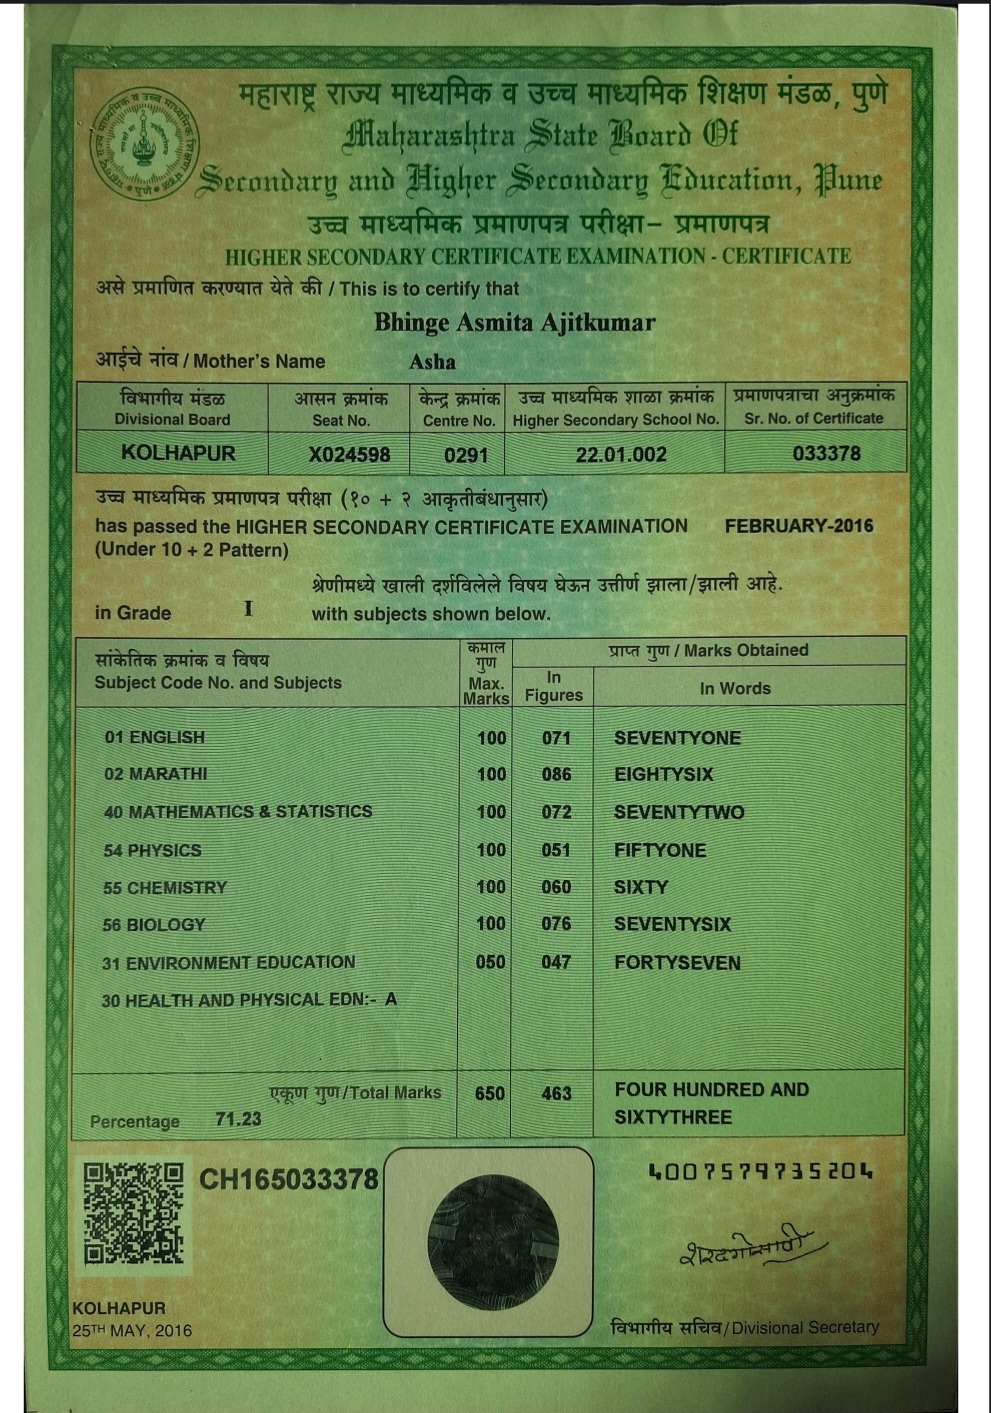 महाराष्ट्र राज्य माध्यमिक व उच्च माध्यमिक शिक्षण मंडळ, पुणे
Maharashtra State Board Of
Secondary and Higher Secondary Education, Pune
उच्च माध्यमिक प्रमाणपत्र परीक्षा– प्रमाणपत्र
HIGHER SECONDARY CERTIFICATE EXAMINATION - CERTIFICATE
असे प्रमाणित करण्यात येते की / This is to certify that
Bhinge Asmita Ajitkumar
आईचे नांव / Mother's Name Asha
विभागीय मंडळ आसन क्रमांक केन्द्र क्रमांक उच्च माध्यमिक शाळा क्रमांक प्रमाणपत्राचा अनुक्रमांक
Divisional Board Seat No. Centre No. Higher Secondary School No. Sr. No. of Certificate
KOLHAPUR X024598 0291 22.01.002 033378
उच्च माध्यमिक प्रमाणपत्र परीक्षा (१० + २ आकृतीबंधानुसार)
has passed the HIGHER SECONDARY CERTIFICATE EXAMINATION FEBRUARY-2016
(Under 10 + 2 Pattern)
श्रेणीमध्ये खाली दर्शविलेले विषय घेऊन उत्तीर्ण झाला/झाली आहे.
in Grade I with subjects shown below.
सांकेतिक क्रमांक व विषय कमाल गुण प्राप्त गुण / Marks Obtained
Subject Code No. and Subjects Max. Marks In Figures In Words
01 ENGLISH 100 071 SEVENTYONE
02 MARATHI 100 086 EIGHTYSIX
40 MATHEMATICS & STATISTICS 100 072 SEVENTYTWO
54 PHYSICS 100 051 FIFTYONE
55 CHEMISTRY 100 060 SIXTY
56 BIOLOGY 100 076 SEVENTYSIX
31 ENVIRONMENT EDUCATION 050 047 FORTYSEVEN
30 HEALTH AND PHYSICAL EDN:- A
एकूण गुण/Total Marks 650 463 FOUR HUNDRED AND
Percentage 71.23 SIXTYTHREE
CH165033378 4007579735204
KOLHAPUR
25TH MAY, 2016 विभागीय सचिव/Divisional Secretary